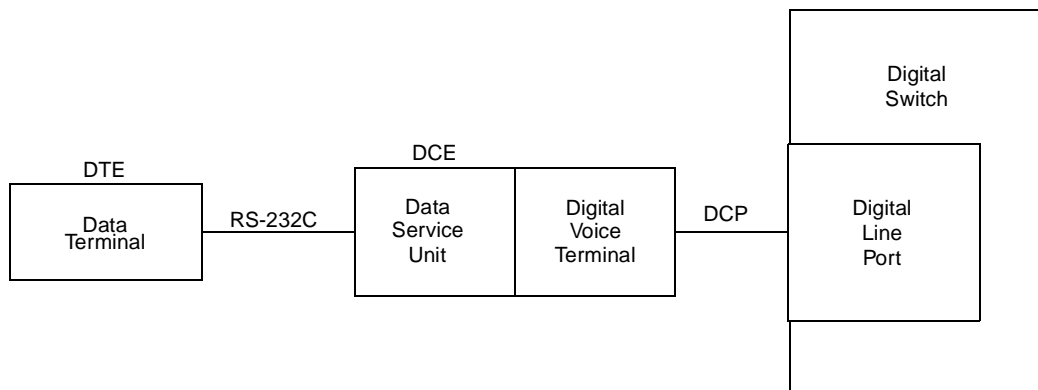 Digital
Switch
DTE
Data
Terminal
RS-232C
DCE
Data
Service
Unit
Digital
Voice
Terminal
DCP
Digital
Line
Port